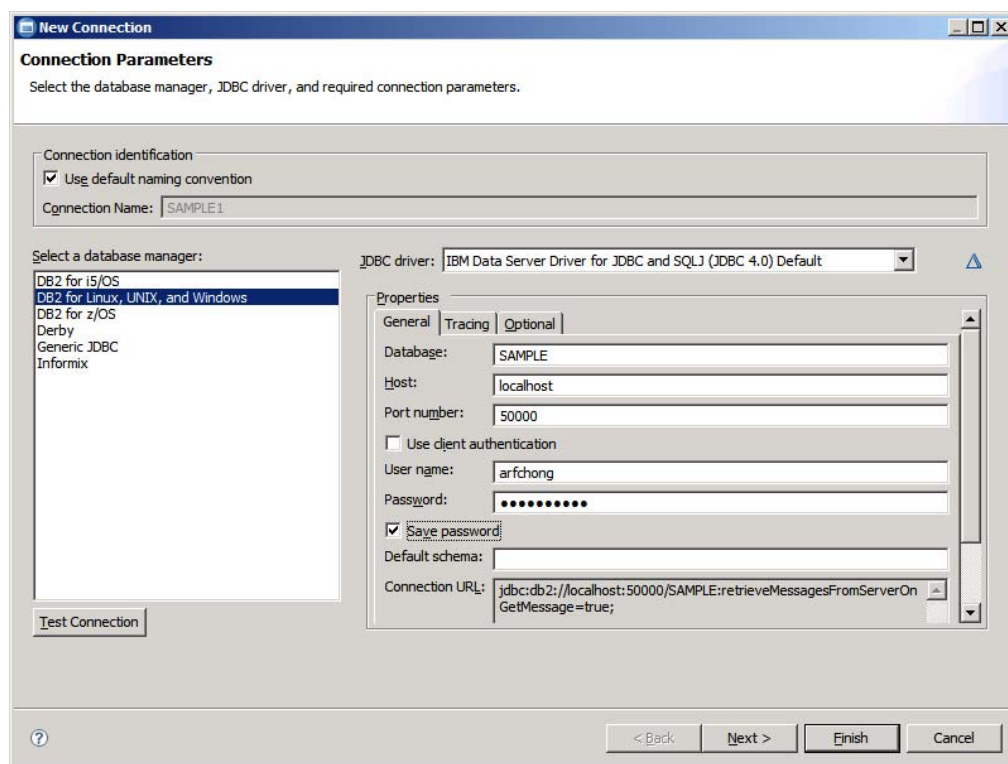 New Connection
Connection Parameters
Select the database manager, JDBC driver, and required connection parameters.
Connection identification
Use default naming convention
Connection Name: SAMPLE1
Select a database manager:
DB2 for i5/OS
DB2 for Linux, UNIX, and Windows
DB2 for z/OS
Derby
Generic JDBC
Informix
Test Connection
JDBC driver: IBM Data Server Driver for JDBC and SQLJ (JDBC 4.0) Default
Properties
General Tracing Optional
Database: SAMPLE
Host: localhost
Port number: 50000
Use client authentication
User name: arfchong
Password: ●●●●●●●●●●
Save password
Default schema:
Connection URL: jdbc:db2://localhost:50000/SAMPLE:retrieveMessagesFromServerOn
GetMessage=true;
? < Back Next > Finish Cancel